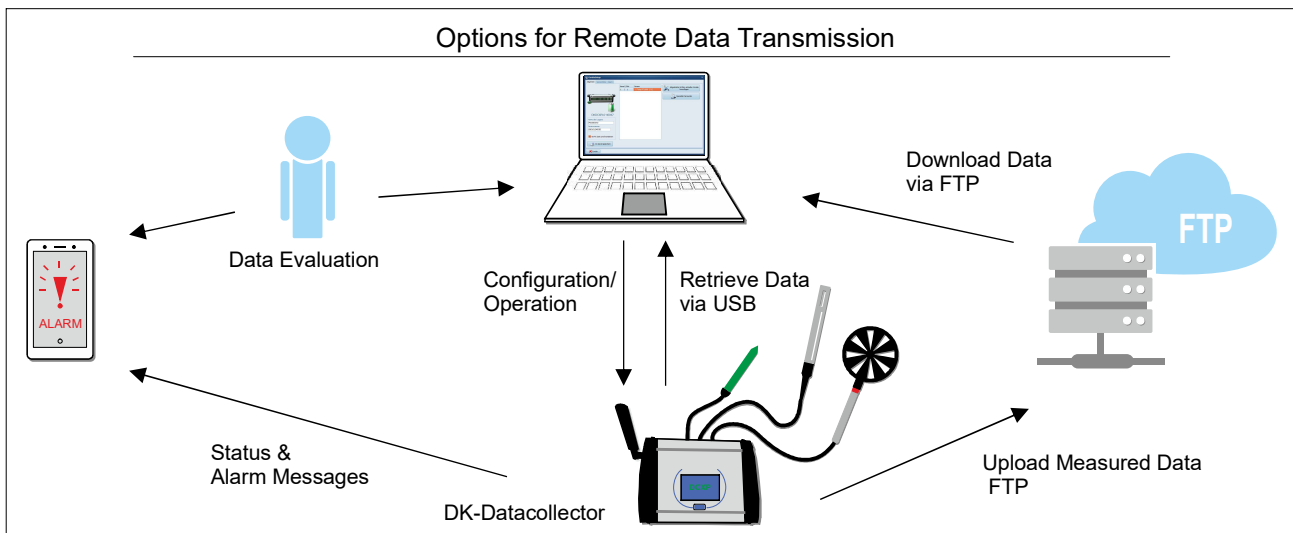 Options for Remote Data Transmission
Download Data
via FTP
FTP
Data Evaluation
Configuration/
Operation
Retrieve Data
via USB
ALARM
Status &
Alarm Messages
Upload Measured Data
FTP
DK-Datacollector